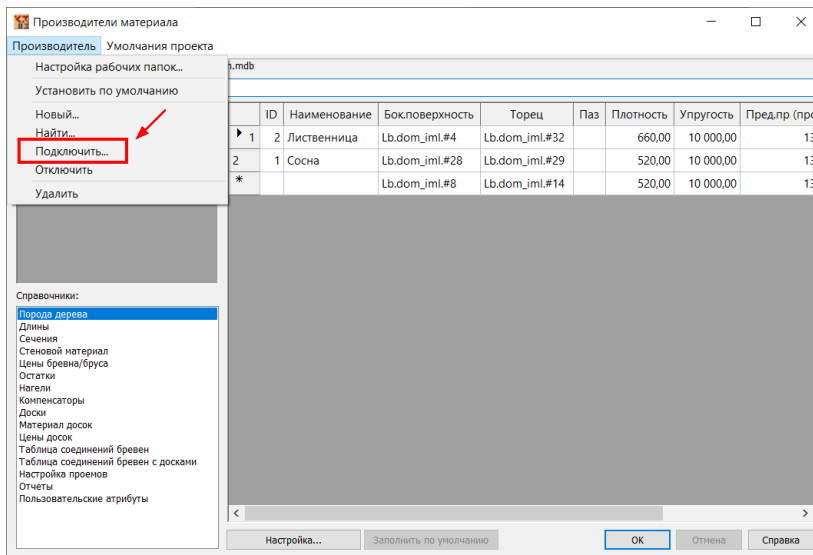 Производители материала
Производитель Умолчания проекта
Настройка рабочих папок...
Установить по умолчанию
Новый...
Найти...
Подключить...
Отключить
Удалить
.mdb
ID Наименование Бок.поверхность Торец Паз Плотность Упругость Пред.пр (про
1 2 Лиственница Lb.dom_iml.#4 Lb.dom_iml.#32 660,00 10 000,00 13
2 1 Сосна Lb.dom_iml.#28 Lb.dom_iml.#29 520,00 10 000,00 13
* Lb.dom_iml.#8 Lb.dom_iml.#14 520,00 10 000,00 13
Справочники:
Порода дерева
Длины
Сечения
Стеновой материал
Цены бревна/бруса
Остатки
Нагели
Компенсаторы
Доски
Материал досок
Цены досок
Таблица соединений бревен
Таблица соединений бревен с досками
Настройка проемов
Отчеты
Пользовательские атрибуты
Настройка... Заполнить по умолчанию ОК Отмена Справка